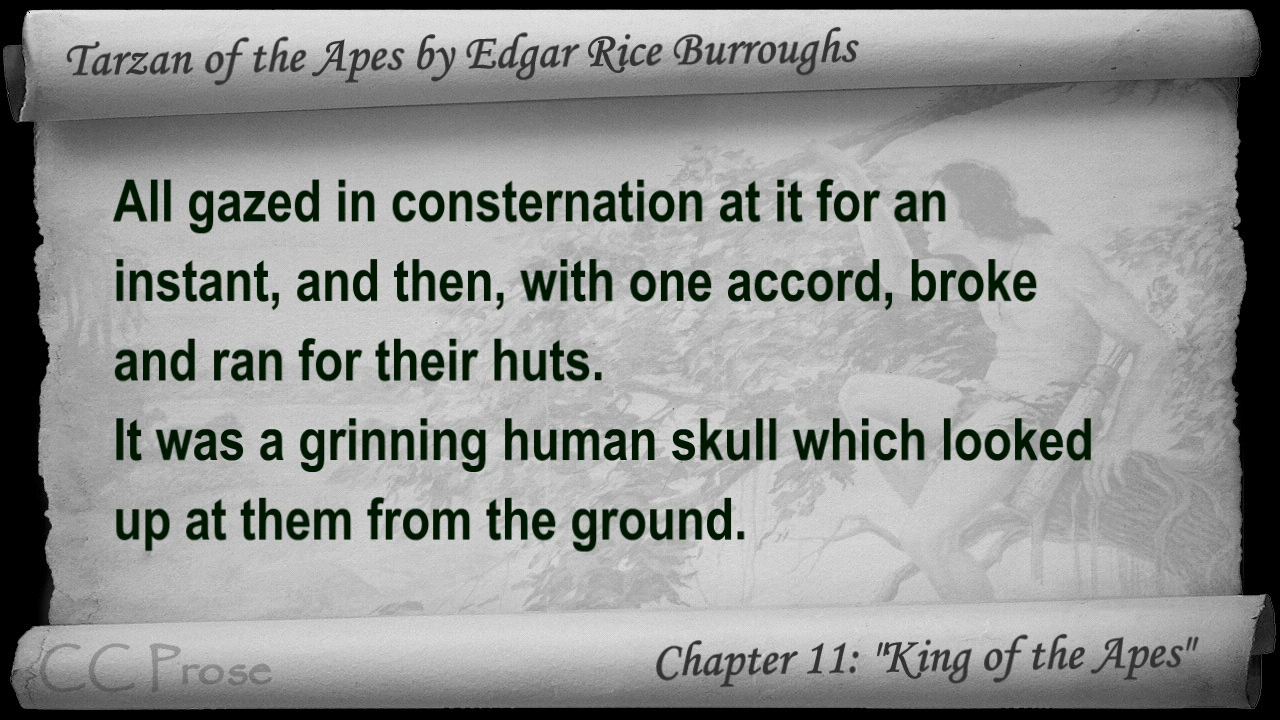 Tarzan of the Apes by Edgar Rice Burroughs
All gazed in consternation at it for an
instant, and then, with one accord, broke
and ran for their huts.
It was a grinning human skull which looked
up at them from the ground.
CC Prose
Chapter 11: "King of the Apes"